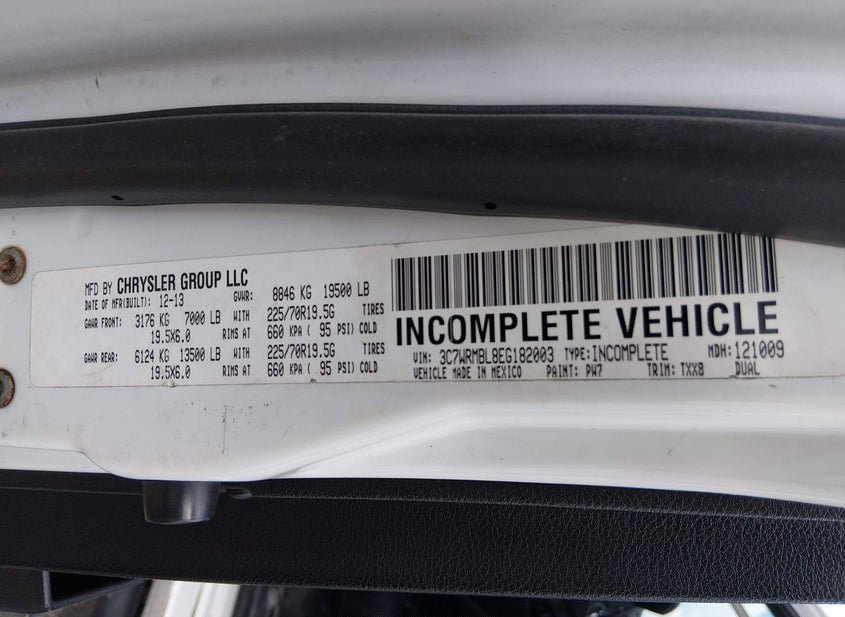 MFD BY CHRYSLER GROUP LLC
DATE OF MFR(BUILT): 12-13 GVWR: 8846 KG 19500 LB
GAWR FRONT: 3176 KG 7000 LB WITH 225/70R19.5G TIRES
19.5X6.0 RIMS AT 660 KPA ( 95 PSI) COLD
GAWR REAR: 6124 KG 13500 LB WITH 225/70R19.5G TIRES
19.5X6.0 RIMS AT 660 KPA ( 95 PSI) COLD
INCOMPLETE VEHICLE
VIN: 3C7WRMBL8EG182003 TYPE: INCOMPLETE MDH: 121009
VEHICLE MADE IN MEXICO PAINT: PW7 TRIM: TXX8 DUAL